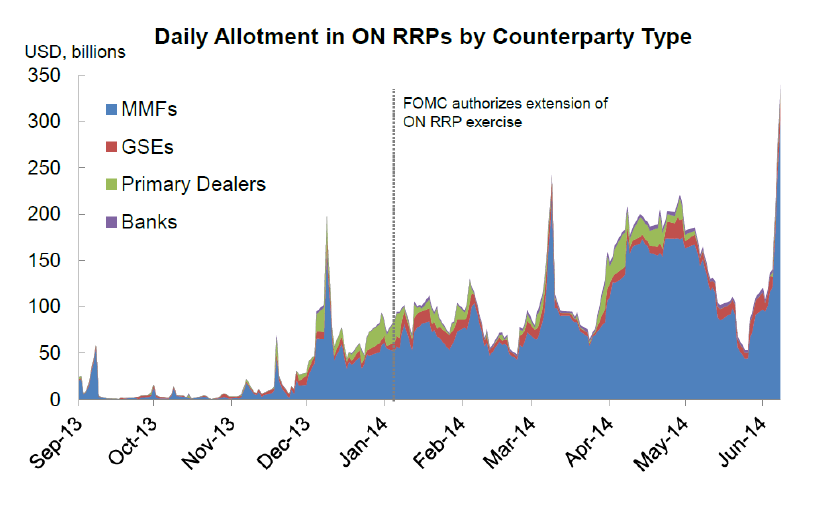 Daily Allotment in ON RRPs by Counterparty Type
USD, billions
350
300
250
200
150
100
50
0
MMFs
GSEs
Primary Dealers
Banks
FOMC authorizes extension of
ON RRP exercise
Sep-13
Oct-13
Nov-13
Dec-13
Jan-14
Feb-14
Mar-14
Apr-14
May-14
Jun-14